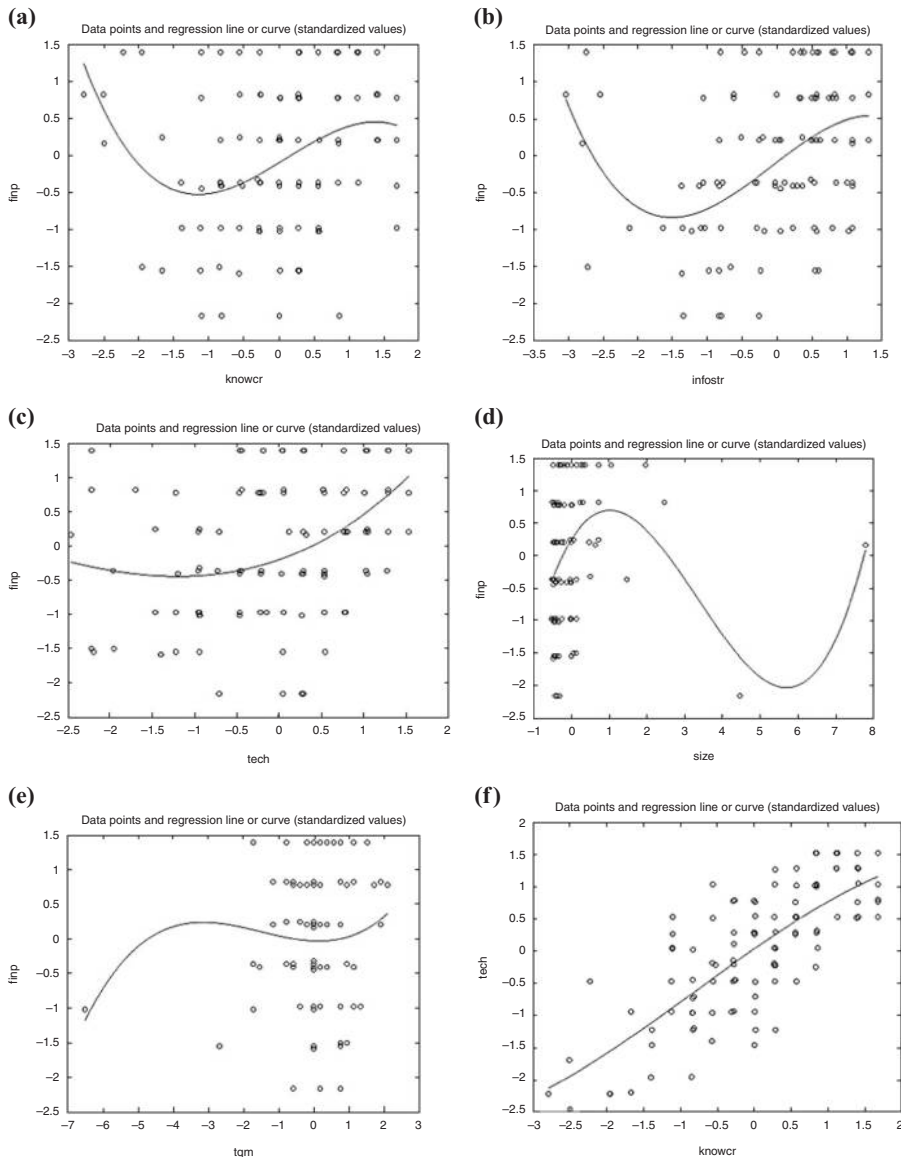 (a)
Data points and regression line or curve (standardized values)
1.5
1
0.5
0
−0.5
−1
−1.5
−2
−2.5
finp
−3 −2.5 −2 −1.5 −1 −0.5 0 0.5 1 1.5 2
knowcr
(b)
Data points and regression line or curve (standardized values)
1.5
1
0.5
0
−0.5
−1
−1.5
−2
−2.5
finp
−3.5 −3 −2.5 −2 −1.5 −1 −0.5 0 0.5 1 1.5
infostr
(c)
Data points and regression line or curve (standardized values)
1.5
1
0.5
0
−0.5
−1
−1.5
−2
−2.5
finp
−2.5 −2 −1.5 −1 −0.5 0 0.5 1 1.5 2
tech
(d)
Data points and regression line or curve (standardized values)
1.5
1
0.5
0
−0.5
−1
−1.5
−2
−2.5
finp
−1 0 1 2 3 4 5 6 7 8
size
(e)
Data points and regression line or curve (standardized values)
1.5
1
0.5
0
−0.5
−1
−1.5
−2
−2.5
finp
−7 −6 −5 −4 −3 −2 −1 0 1 2 3
tqm
(f)
Data points and regression line or curve (standardized values)
2
1.5
1
0.5
0
−0.5
−1
−1.5
−2
−2.5
tech
−3 −2.5 −2 −1.5 −1 −0.5 0 0.5 1 1.5 2
knowcr